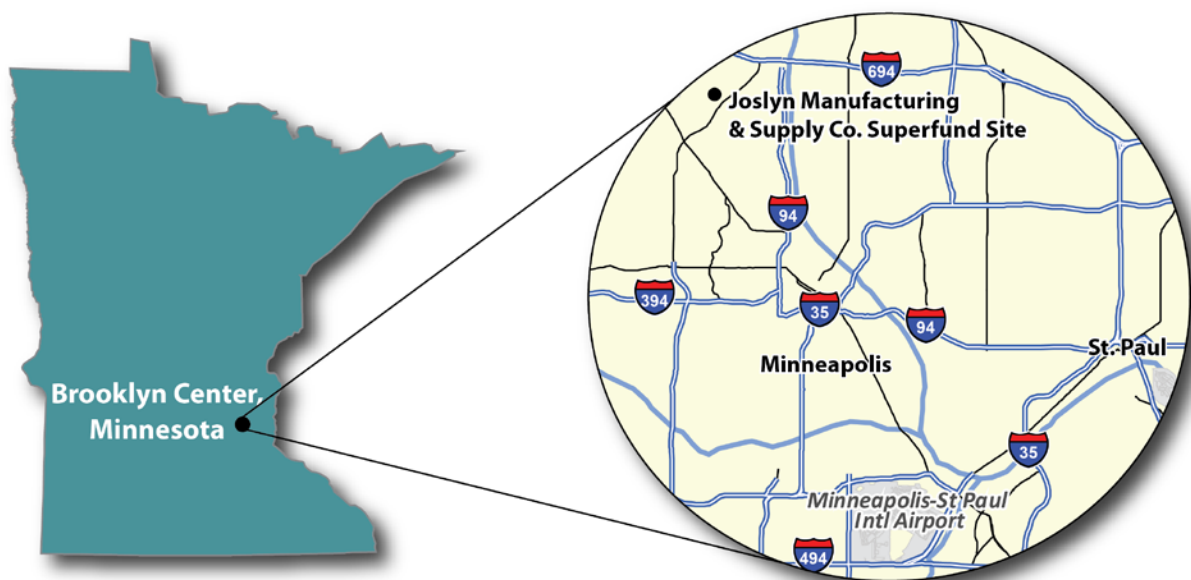 Brooklyn Center,
Minnesota
694
Joslyn Manufacturing
& Supply Co. Superfund Site
94
394
35
94
St. Paul
Minneapolis
35
Minneapolis-St Paul
Intl Airport
494